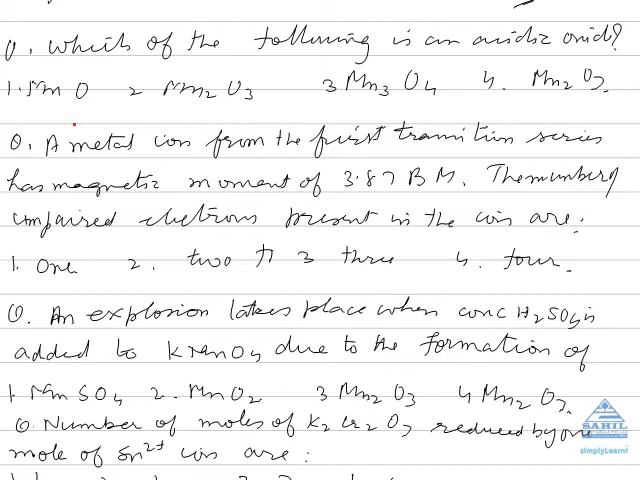 Q. Which of the following is an acidic oxide?
1. MnO 2 Mn2O3 3 Mn3O4 4. Mn2O7.
Q. A metal ion from the first transition series
has magnetic moment of 3.87 BM. The number of
unpaired electrons present in the ion are:
1. One 2. two 3 three 4. four.
Q. An explosion takes place when conc H2SO4 is
added to KMnO4 due to the formation of
1. MnSO4 2. MnO2 3 Mn2O3 4 Mn2O7.
Q. Number of moles of K2Cr2O7 reduced by one
mole of Sn2+ ion are:
SAHIL
simplyLearn!